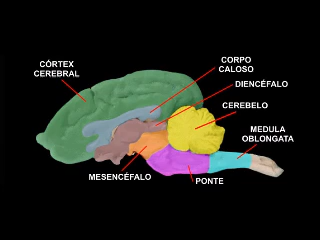 CÓRTEX
CEREBRAL
CORPO
CALOSO
DIENCÉFALO
CEREBELO
MEDULA
OBLONGATA
MESENCÉFALO
PONTE